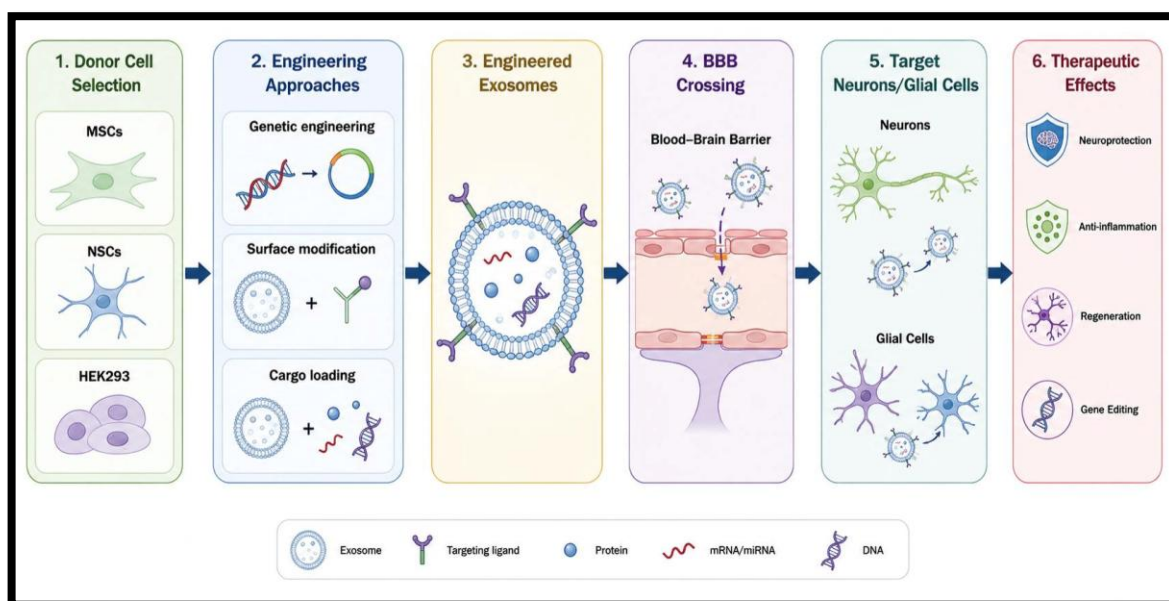 1. Donor Cell
Selection
MSCs
NSCs
HEK293
2. Engineering
Approaches
Genetic engineering
Surface modification
Cargo loading
3. Engineered
Exosomes
4. BBB
Crossing
Blood–Brain Barrier
5. Target
Neurons/Glial Cells
Neurons
Glial Cells
6. Therapeutic
Effects
Neuroprotection
Anti-inflammation
Regeneration
Gene Editing
Exosome
Targeting ligand
Protein
mRNA/miRNA
DNA